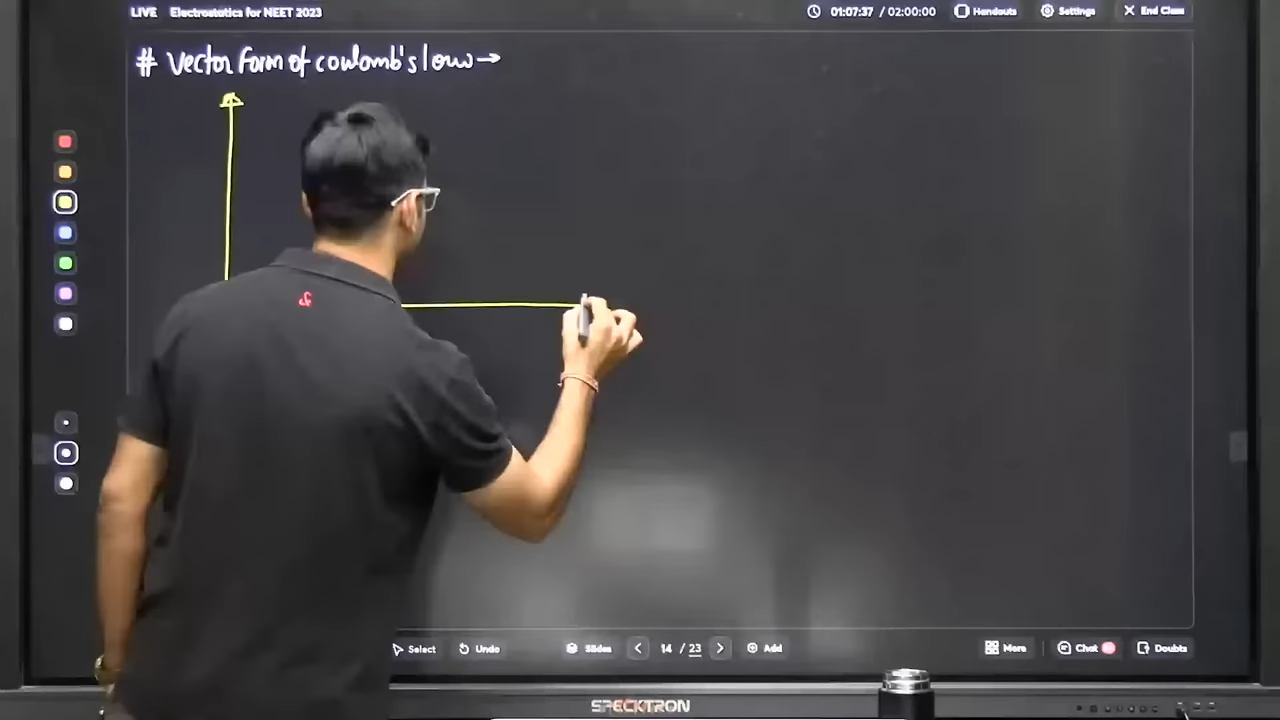 LIVE Electrostatics for NEET 2023
01:07:37 / 02:00:00 Handouts Settings End Class
# Vector Form of coulomb's low →
Select Undo Slides 14 / 23 Add More Chat Doubts
SPECKTRON